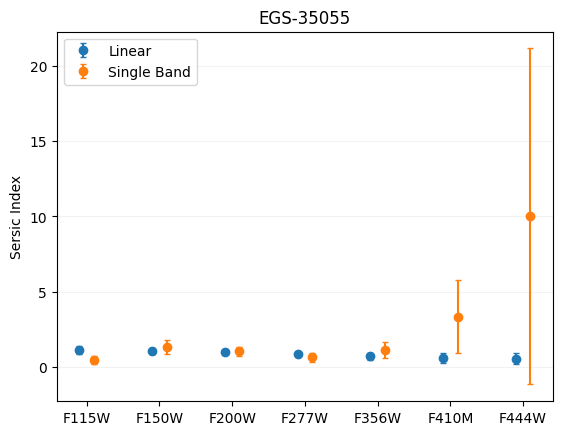 EGS-35055
Linear
Single Band
Sersic Index
20
15
10
5
0
F115W F150W F200W F277W F356W F410M F444W